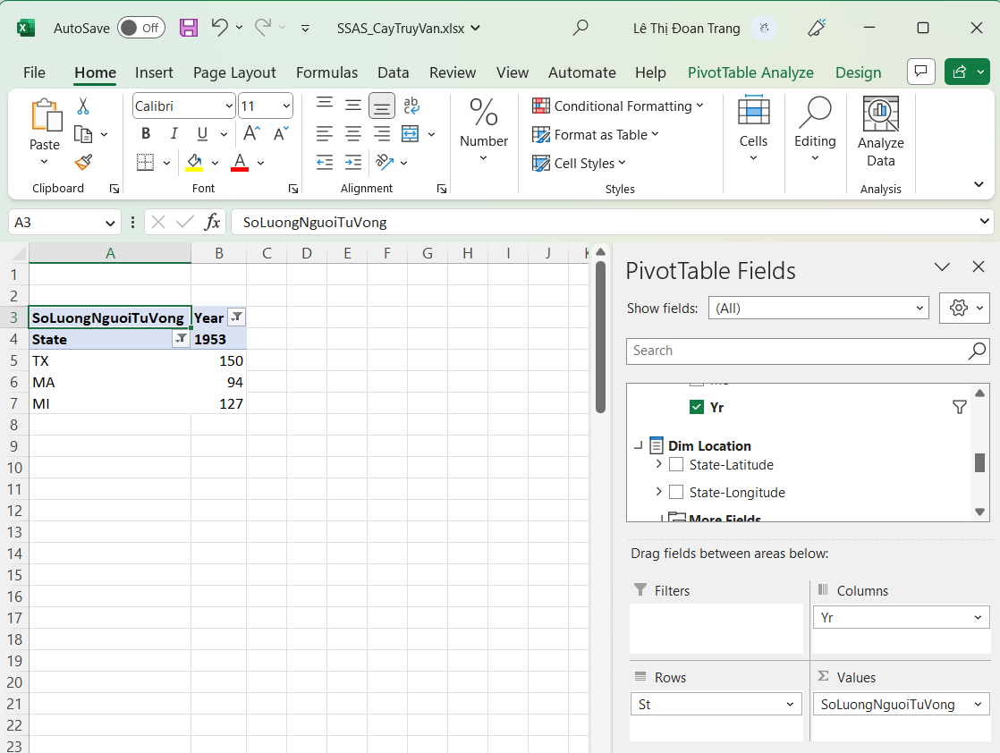 AutoSave Off SSAS_CayTruyVan.xlsx Lê Thị Đoan Trang
File Home Insert Page Layout Formulas Data Review View Automate Help PivotTable Analyze Design
Paste
Clipboard
Calibri 11
B I U A A
A
Font
ab
Alignment
%
Number
Conditional Formatting
Format as Table
Cell Styles
Styles
Cells
Editing
Analyze
Data
Analysis
A3 fx SoLuongNguoiTuVong
A B C D E F G H I J K
1
2
3 SoLuongNguoiTuVong Year
4 State 1953
5 TX 150
6 MA 94
7 MI 127
8
9
10
11
12
13
14
15
16
17
18
19
20
21
22
23
PivotTable Fields
Show fields: (All)
Search
Yr
Dim Location
State-Latitude
State-Longitude
More Fields
Drag fields between areas below:
Filters
Columns
Yr
Rows
St
Σ Values
SoLuongNguoiTuVong